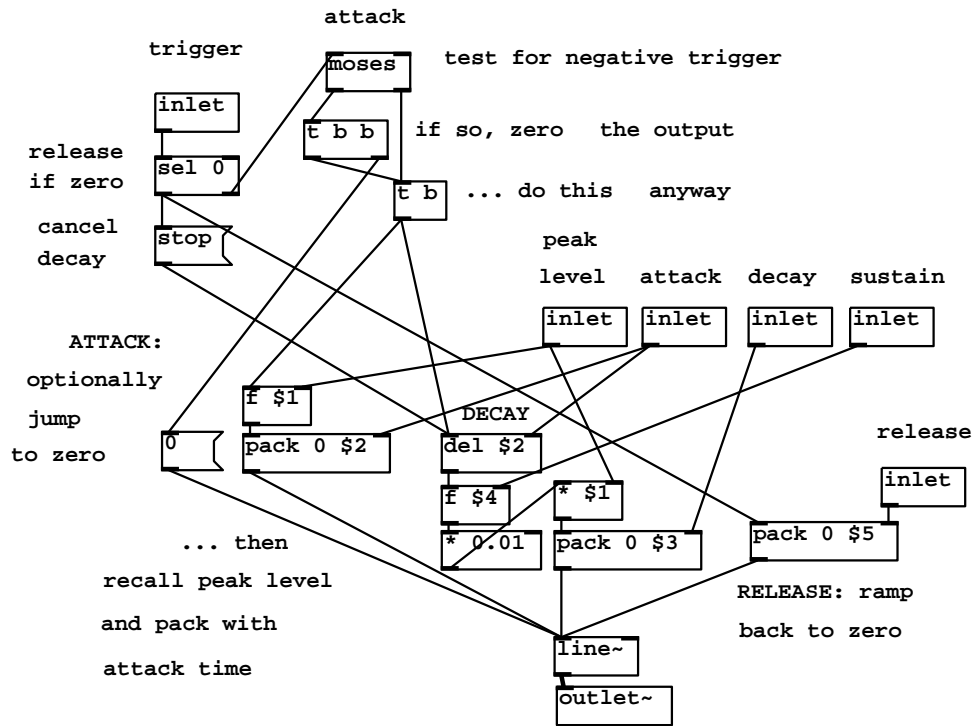 attack
trigger
moses
test for negative trigger
inlet
t b b
if so, zero the output
release
if zero
sel 0
t b
... do this anyway
cancel
decay
stop
peak
level
attack
decay
sustain
inlet
inlet
inlet
inlet
ATTACK:
optionally
jump
to zero
f $1
DECAY
0
pack 0 $2
del $2
release
inlet
f $4
* $1
... then
* 0.01
pack 0 $3
pack 0 $5
recall peak level
and pack with
attack time
RELEASE: ramp
back to zero
line~
outlet~